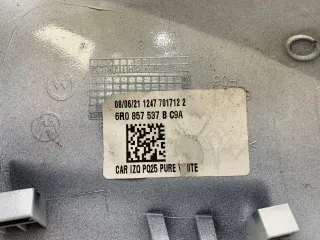 08/06/21 1247 701712 2
6R0 857 537 B C9A
CAR IZQ PQ25 PURE WHITE